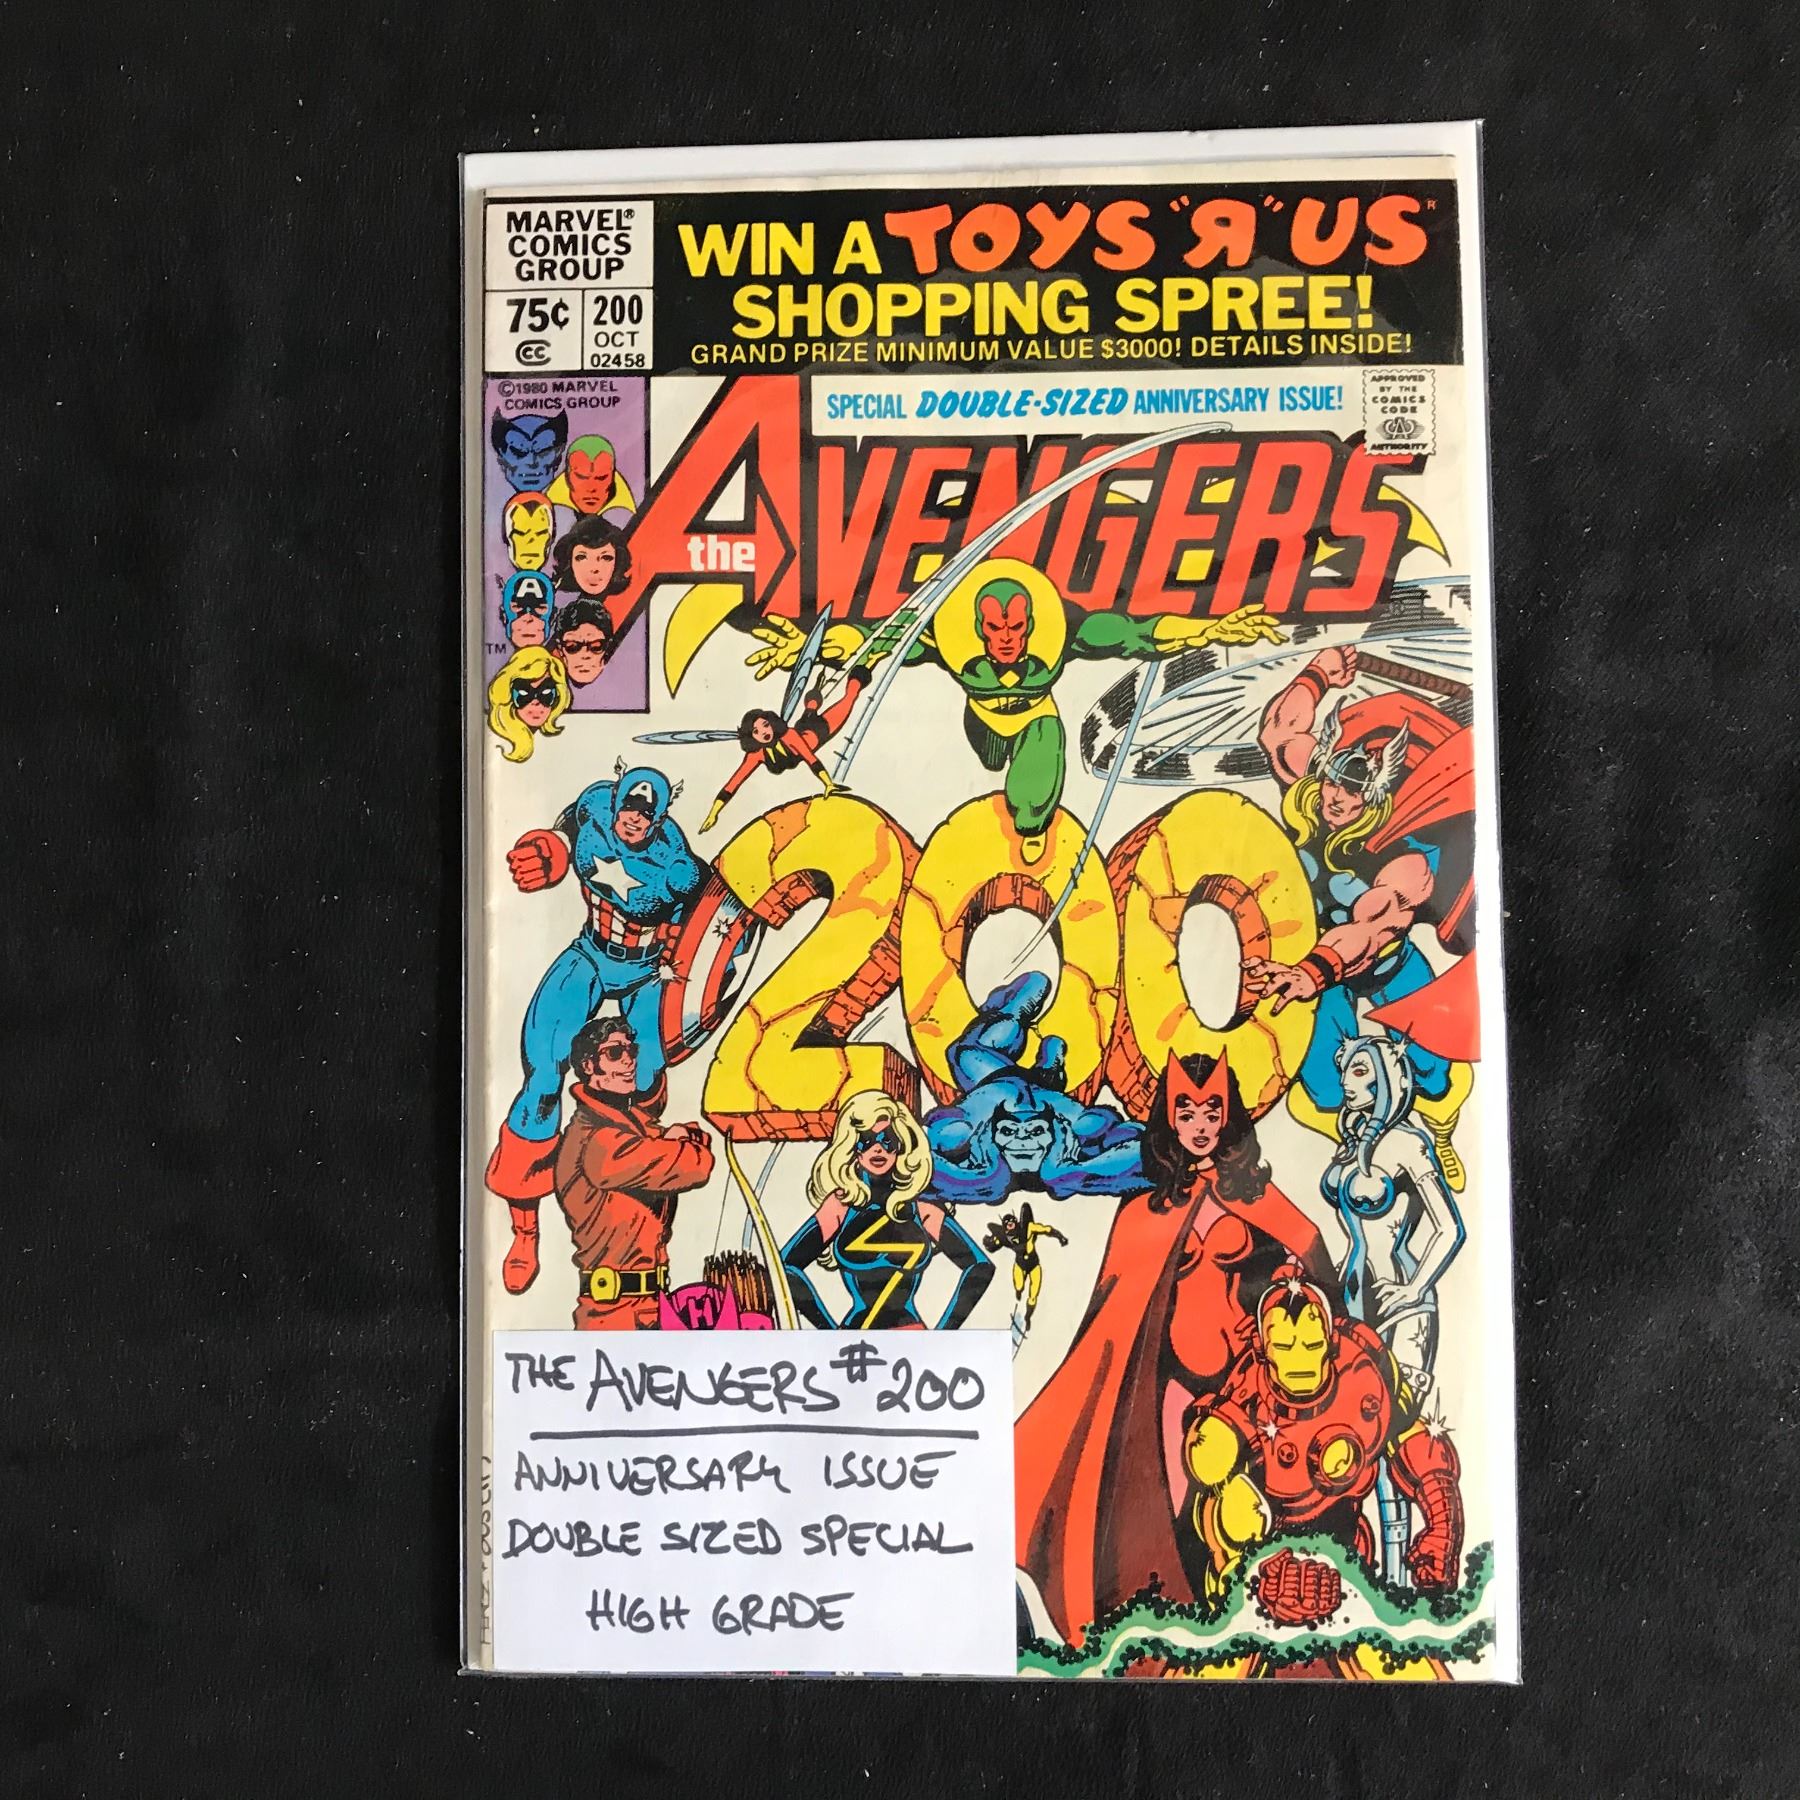 MARVEL®
COMICS
GROUP
75¢
200
OCT
02458
CC
WIN A TOYS "Я" US®
SHOPPING SPREE!
GRAND PRIZE MINIMUM VALUE $3000! DETAILS INSIDE!
©1980 MARVEL
COMICS GROUP
TM
SPECIAL DOUBLE-SIZED ANNIVERSARY ISSUE!
APPROVED
BY THE
COMICS
CODE
CA
AUTHORITY
the AVENGERS
A
A
200
H
THE AVENGERS #200
ANNIVERSARY ISSUE
DOUBLE SIZED SPECIAL
HIGH GRADE